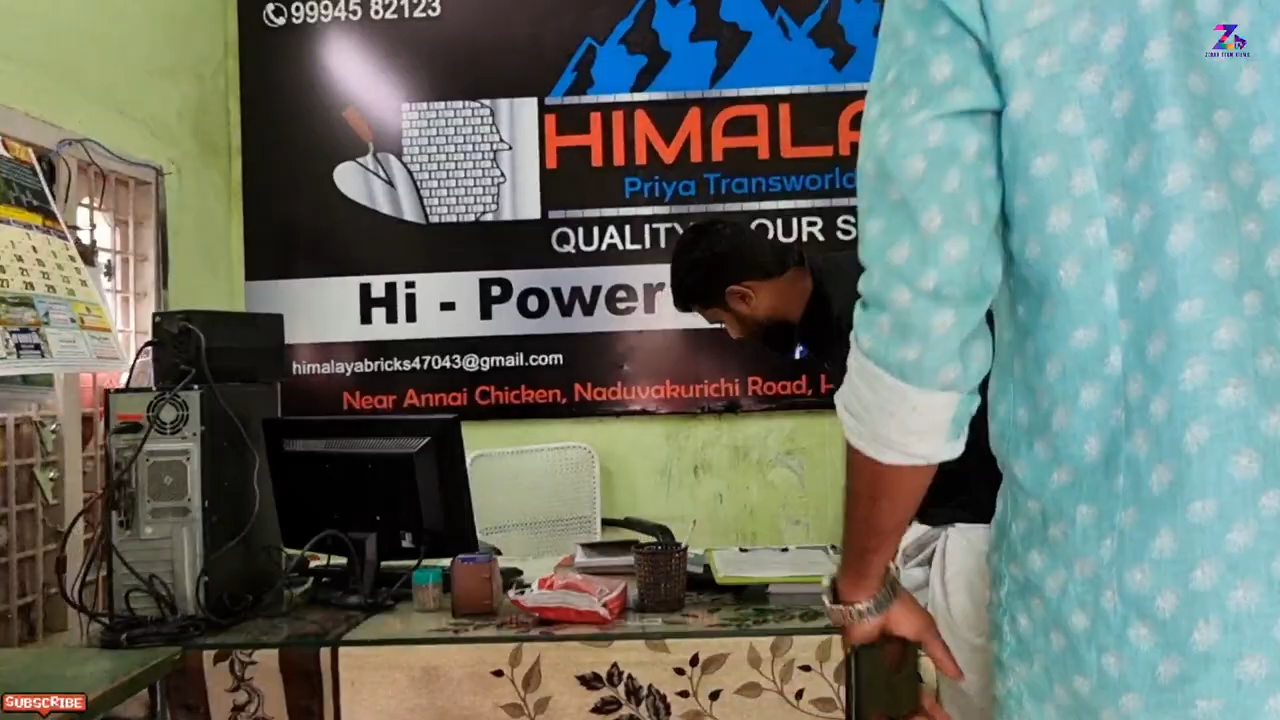 99945 82123
HIMALA
Priya Transworld
QUALITY OUR S
Hi - Power
himalayabricks47043@gmail.com
Near Annai Chicken, Naduvakurichi Road, H
SUBSCRIBE